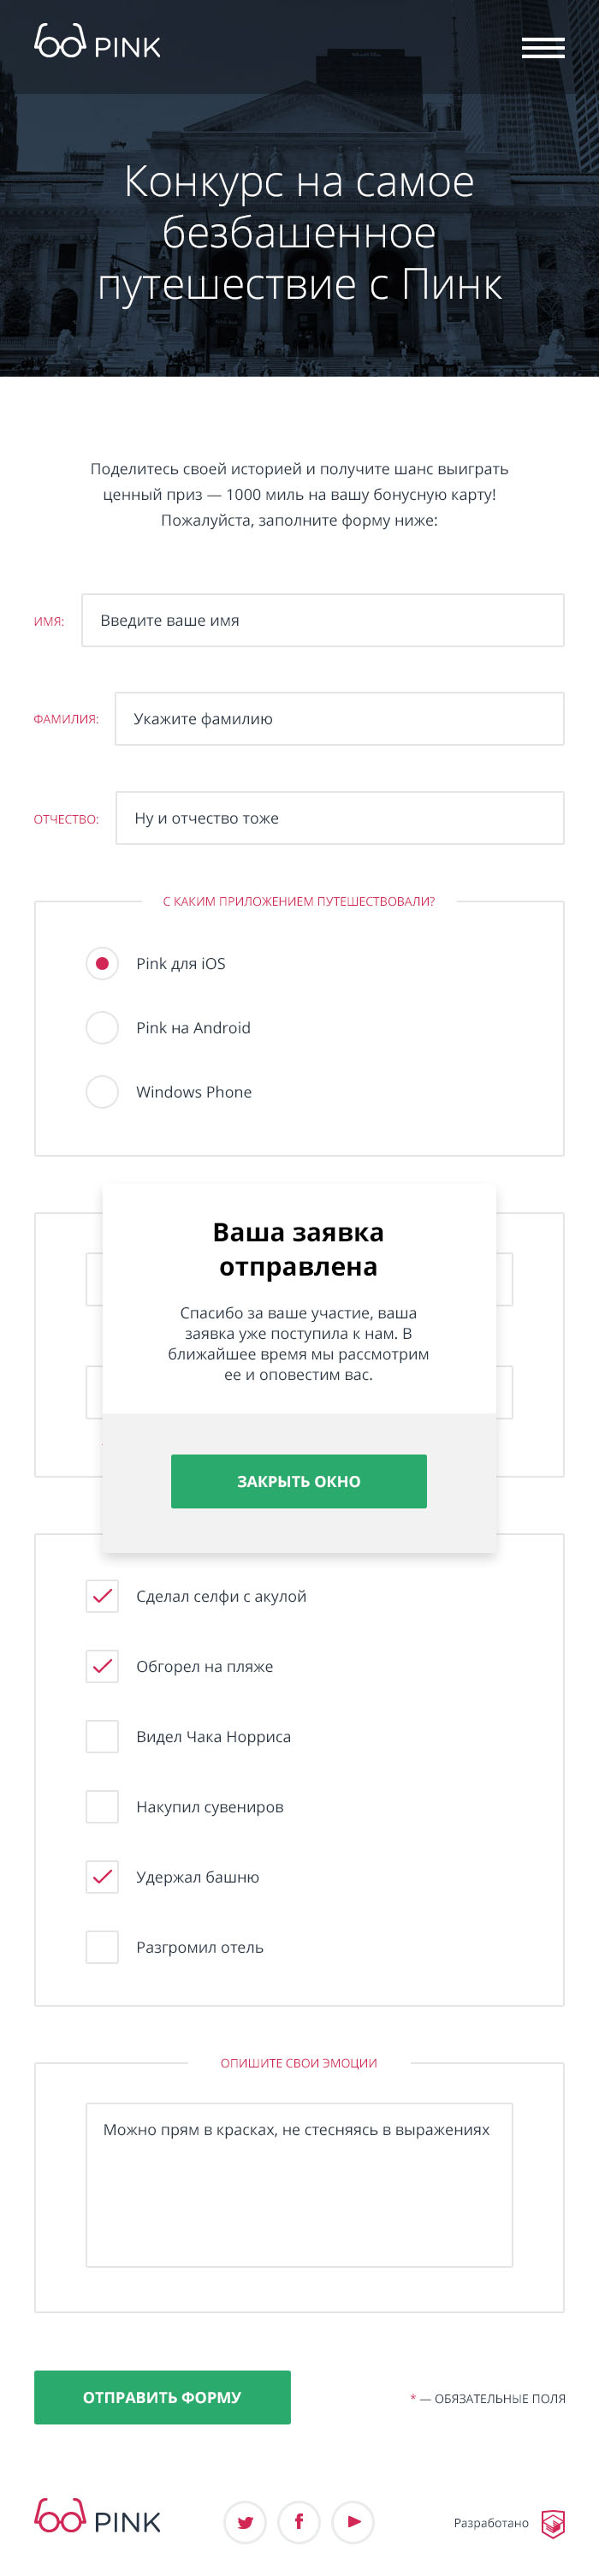 PINK
Конкурс на самое
безбашенное
путешествие с Пинк
Поделитесь своей историей и получите шанс выиграть
ценный приз — 1000 миль на вашу бонусную карту!
Пожалуйста, заполните форму ниже:
ИМЯ: Введите ваше имя
ФАМИЛИЯ: Укажите фамилию
ОТЧЕСТВО: Ну и отчество тоже
С КАКИМ ПРИЛОЖЕНИЕМ ПУТЕШЕСТВОВАЛИ?
Pink для iOS
Pink на Android
Windows Phone
Ваша заявка
отправлена
Спасибо за ваше участие, ваша
заявка уже поступила к нам. В
ближайшее время мы рассмотрим
ее и оповестим вас.
ЗАКРЫТЬ ОКНО
Сделал селфи с акулой
Обгорел на пляже
Видел Чака Норриса
Накупил сувениров
Удержал башню
Разгромил отель
ОПИШИТЕ СВОИ ЭМОЦИИ
Можно прям в красках, не стесняясь в выражениях
ОТПРАВИТЬ ФОРМУ
* — ОБЯЗАТЕЛЬНЫЕ ПОЛЯ
PINK
Разработано